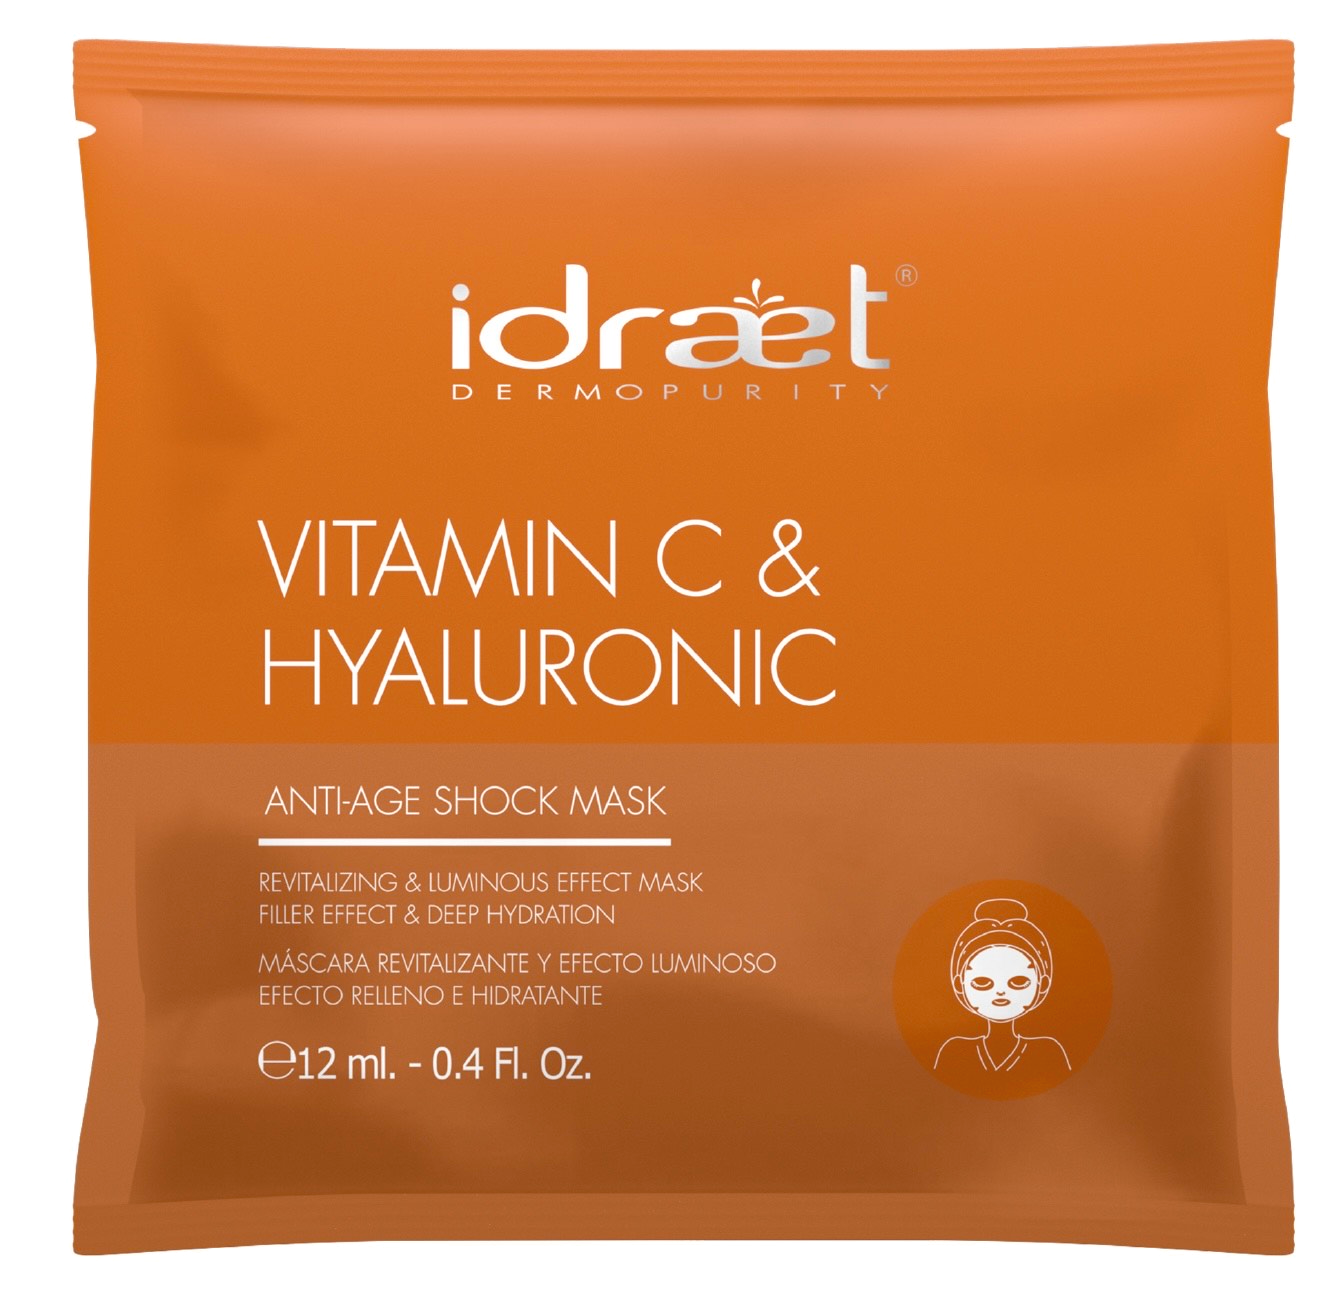 idræt®
DERMOPURITY
VITAMIN C &
HYALURONIC
ANTI-AGE SHOCK MASK
REVITALIZING & LUMINOUS EFFECT MASK
FILLER EFFECT & DEEP HYDRATION
MÁSCARA REVITALIZANTE Y EFECTO LUMINOSO
EFECTO RELLENO E HIDRATANTE
℮12 ml. - 0.4 Fl. Oz.